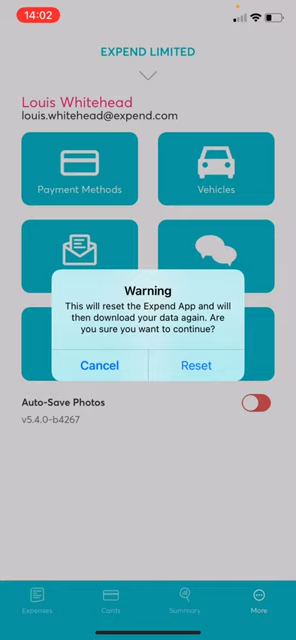 14:02
EXPEND LIMITED
Louis Whitehead
louis.whitehead@expend.com
Payment Methods
Vehicles
Warning
This will reset the Expend App and will
then download your data again. Are
you sure you want to continue?
Cancel
Reset
Auto-Save Photos
v5.4.0-b4267
Expenses
Cards
Summary
More